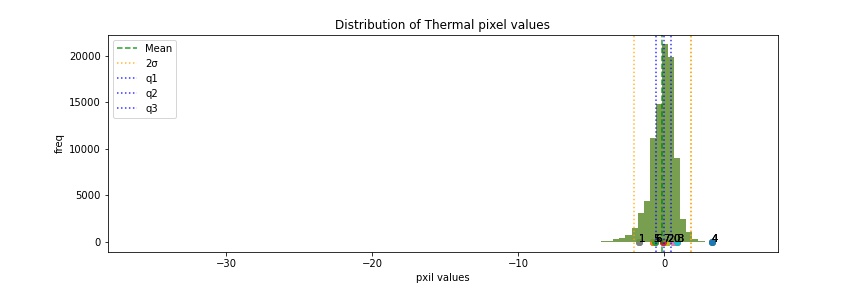 Distribution of Thermal pixel values
Mean
2σ
q1
q2
q3
freq
20000
15000
10000
5000
0
1
4
−30
−20
−10
0
pxil values